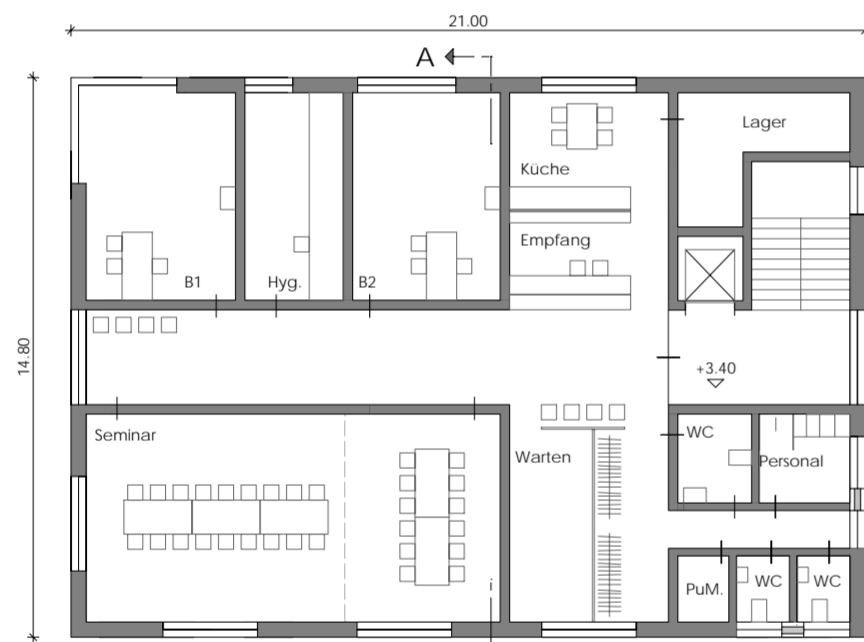 21.00
A
Lager
Küche
Empfang
B1
Hyg.
B2
14.80
+3.40
Seminar
WC
Warten
Personal
PuM.
WC
WC
i